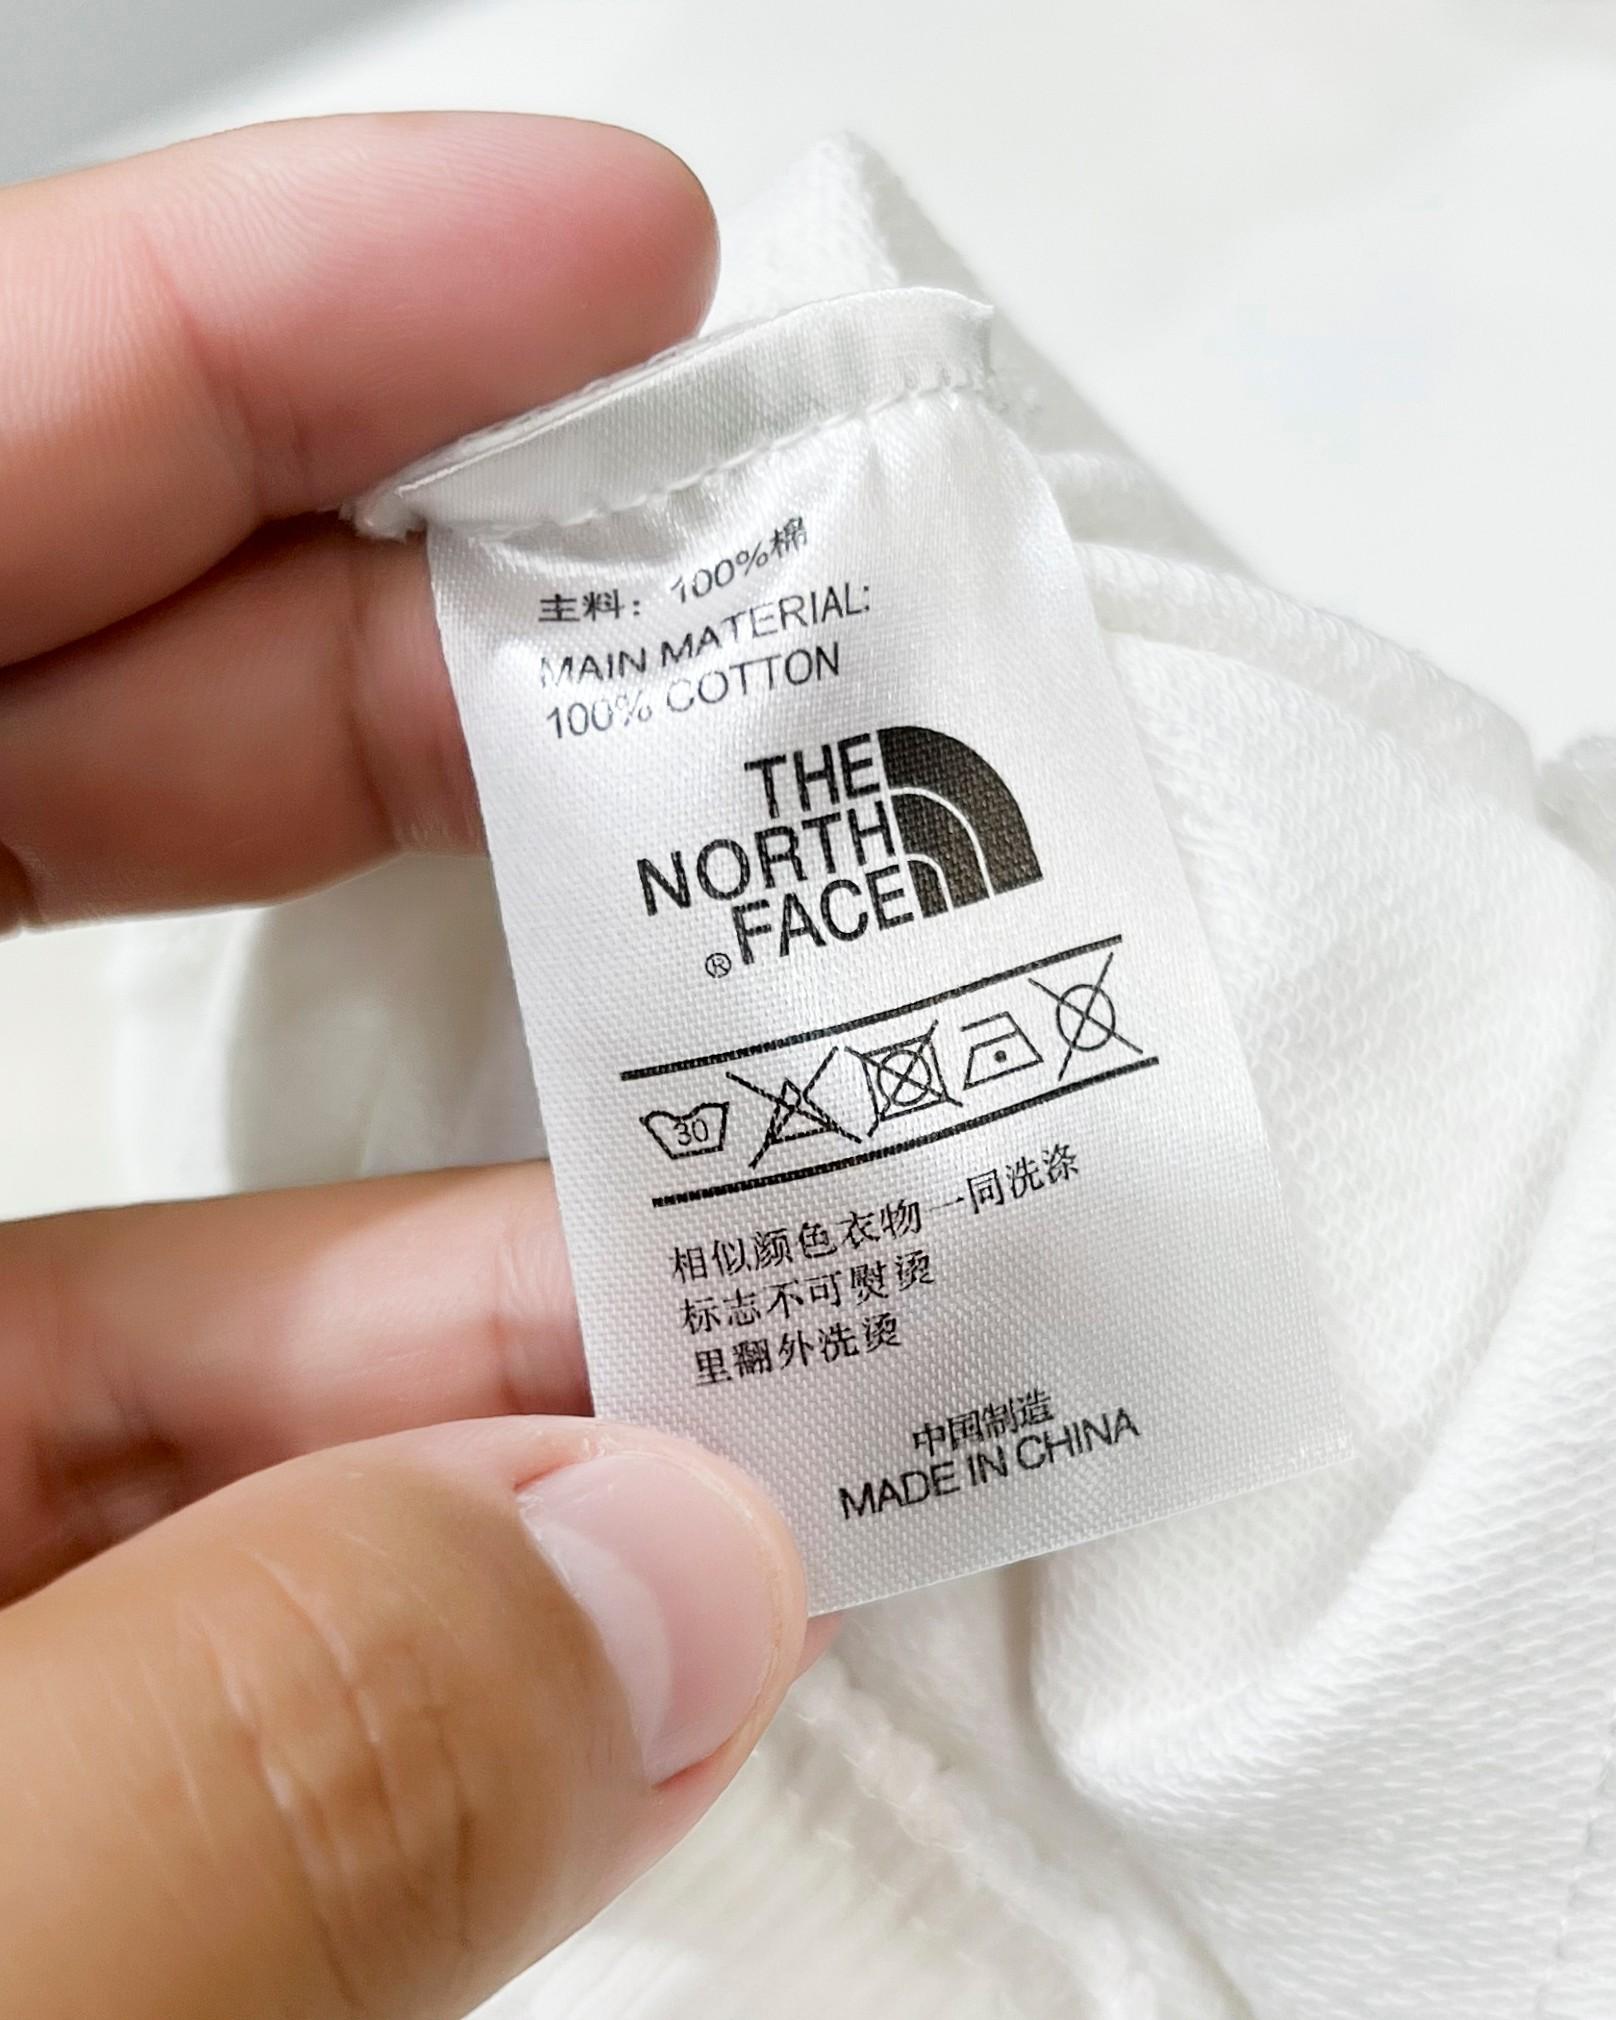 主料：100%棉
MAIN MATERIAL:
100% COTTON
THE
NORTH
FACE
®
30
相似颜色衣物一同洗涤
标志不可熨烫
里翻外洗烫
中国制造
MADE IN CHINA